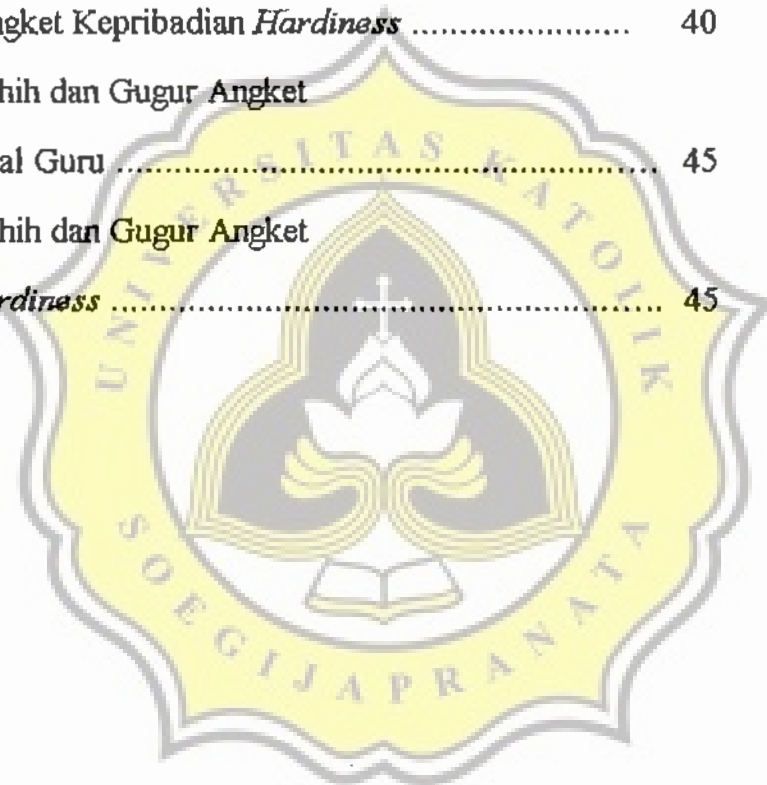 ngket Kepribadian Hardiness ...................... 40
hih dan Gugur Angket
al Guru ....................................................... 45
hih dan Gugur Angket
rdiness ........................................................ 45
UNIVERSITAS KATOLIK
SOEGIJAPRANATA